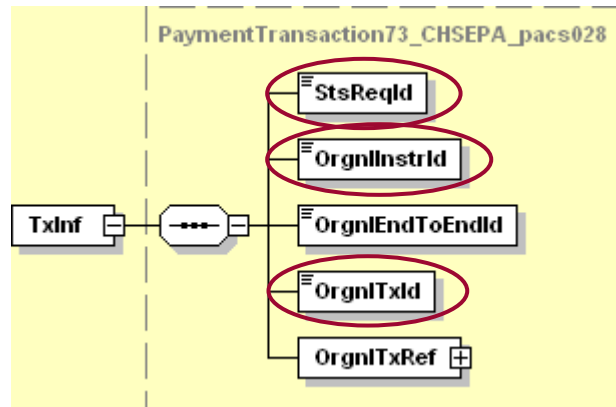 PaymentTransaction73_CHSEPA_pacs028
StsReqId
OrgnlInstrId
TxInf
OrgnlEndToEndId
OrgnlTxId
OrgnlTxRef